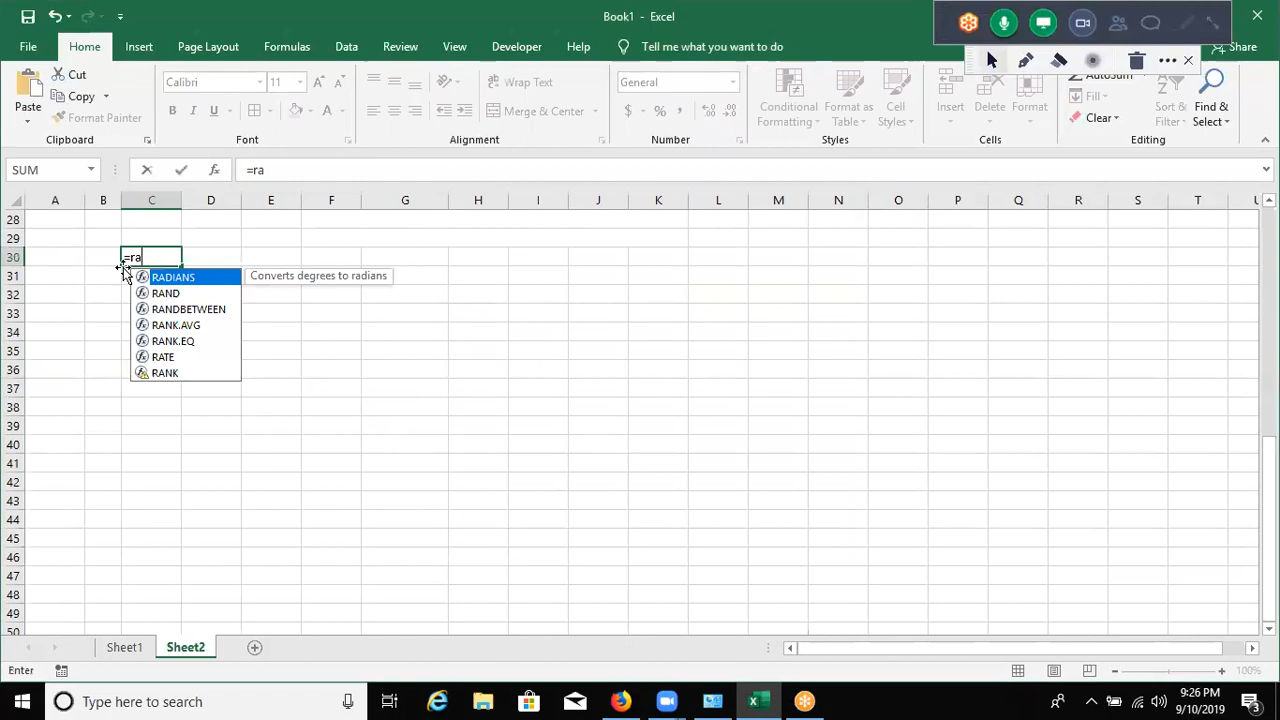 Book1 - Excel
File Home Insert Page Layout Formulas Data Review View Developer Help Tell me what you want to do Share
Paste
Cut
Copy
Format Painter
Clipboard
Calibri 11
B I U
Font
Wrap Text
Merge & Center
Alignment
General
$ % ,
Number
Conditional Formatting
Format as Table
Cell Styles
Styles
Insert
Delete
Format
Cells
AutoSum
Fill
Clear
Sort & Filter
Find & Select
Editing
SUM =ra
A B C D E F G H I J K L M N O P Q R S T U
28
29
30 =ra
31
32
33
34
35
36
37
38
39
40
41
42
43
44
45
46
47
48
49
50
RADIANS Converts degrees to radians
RAND
RANDBETWEEN
RANK.AVG
RANK.EQ
RATE
RANK
Sheet1 Sheet2
Enter 100%
Type here to search
9:26 PM
9/10/2019
3